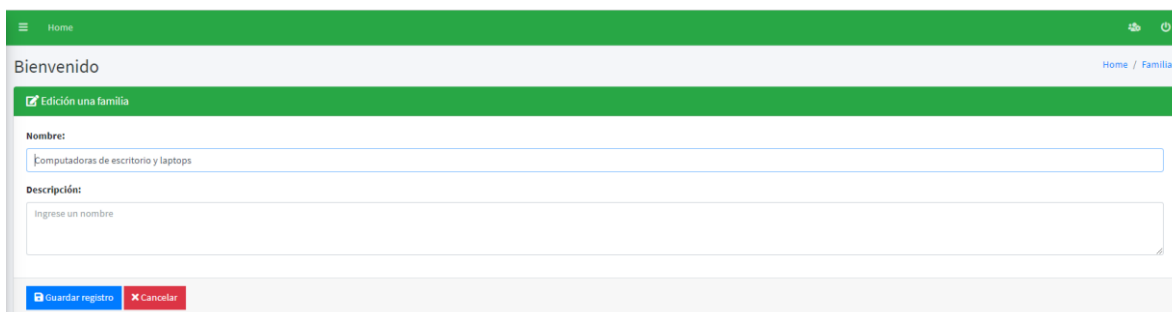 Home
Bienvenido
Home / Familia
Edición una familia
Nombre:
Computadoras de escritorio y laptops
Descripción:
Ingrese un nombre
Guardar registro
Cancelar